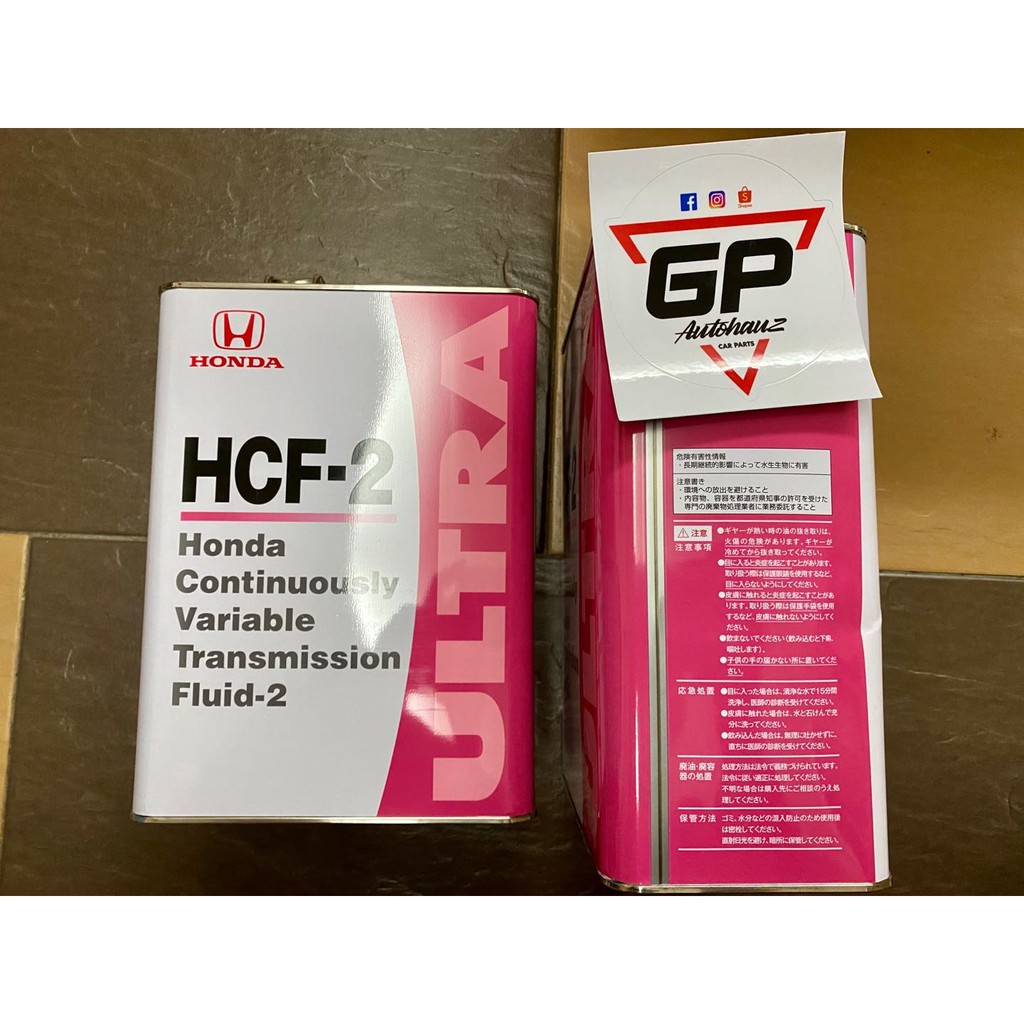 HONDA
HCF-2
Honda
Continuously
Variable
Transmission
Fluid-2
ULTRA
Shopee
GP
Autohauz
CAR PARTS
危険有害性情報
・長期継続的影響によって水生生物に有害
注意書き
・環境への放出を避けること
・内容物、容器を都道府県知事の許可を受けた
専門の廃棄物処理業者に業務委託すること
注意
注意事項
●ギヤーが熱い時の油の抜き取りは、
火傷の危険があります。ギヤーが
冷めてから抜き取ってください。
●目に入ると炎症を起こすことがあります。
取り扱う際は保護眼鏡を使用するなど、
目に入らないようにしてください。
●皮膚に触れると炎症を起こすことがあ
ります。取り扱う際は保護手袋を使用
するなど、皮膚に触れないようにしてく
ださい。
●飲まないでください(飲み込むと下痢、
嘔吐します)。
●子供の手の届かない所に置いてくだ
さい。
応急処置
●目に入った場合は、清浄な水で15分間
洗浄し、医師の診断を受けてください。
●皮膚に触れた場合は、水と石けんで充
分に洗ってください。
●飲み込んだ場合は、無理に吐かせずに、
直ちに医師の診断を受けてください。
廃油・廃容
器の処置
処理方法は法令で義務づけられています。
法令に従い適正に処理してください。
不明な場合は購入先にご相談のうえ処
理してください。
保管方法
ゴミ、水分などの混入防止のため使用後
は密栓してください。
直射日光を避け、暗所に保管してください。